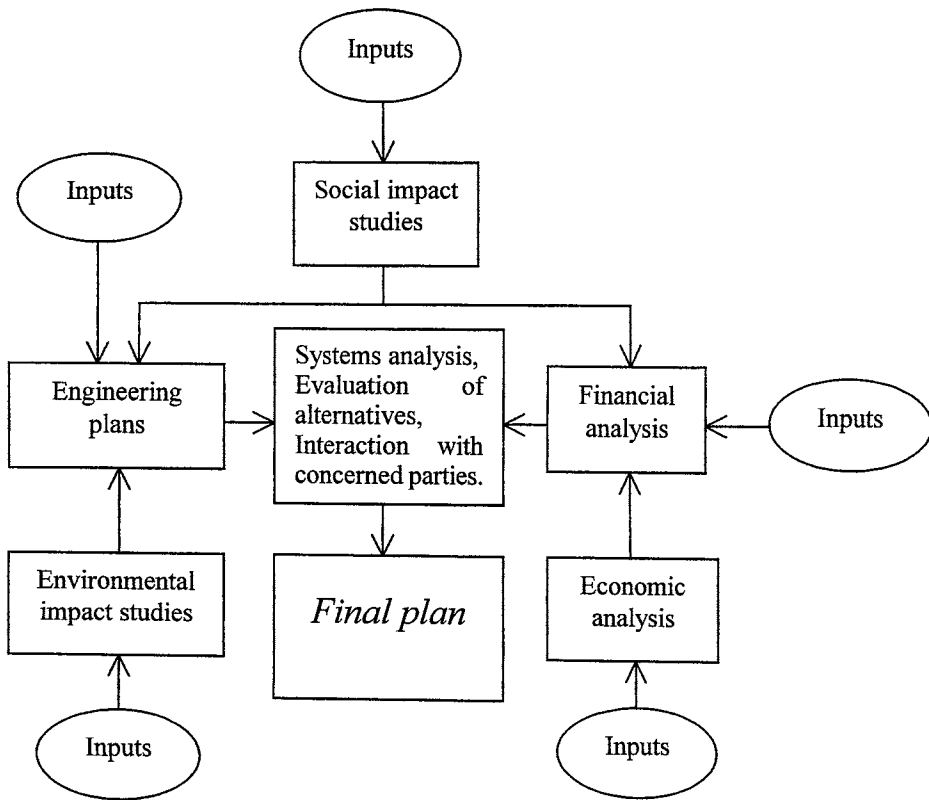 Inputs
Social impact
studies
Inputs
Engineering
plans
Systems analysis,
Evaluation of
alternatives,
Interaction with
concerned parties.
Financial
analysis
Inputs
Environmental
impact studies
Final plan
Economic
analysis
Inputs
Inputs